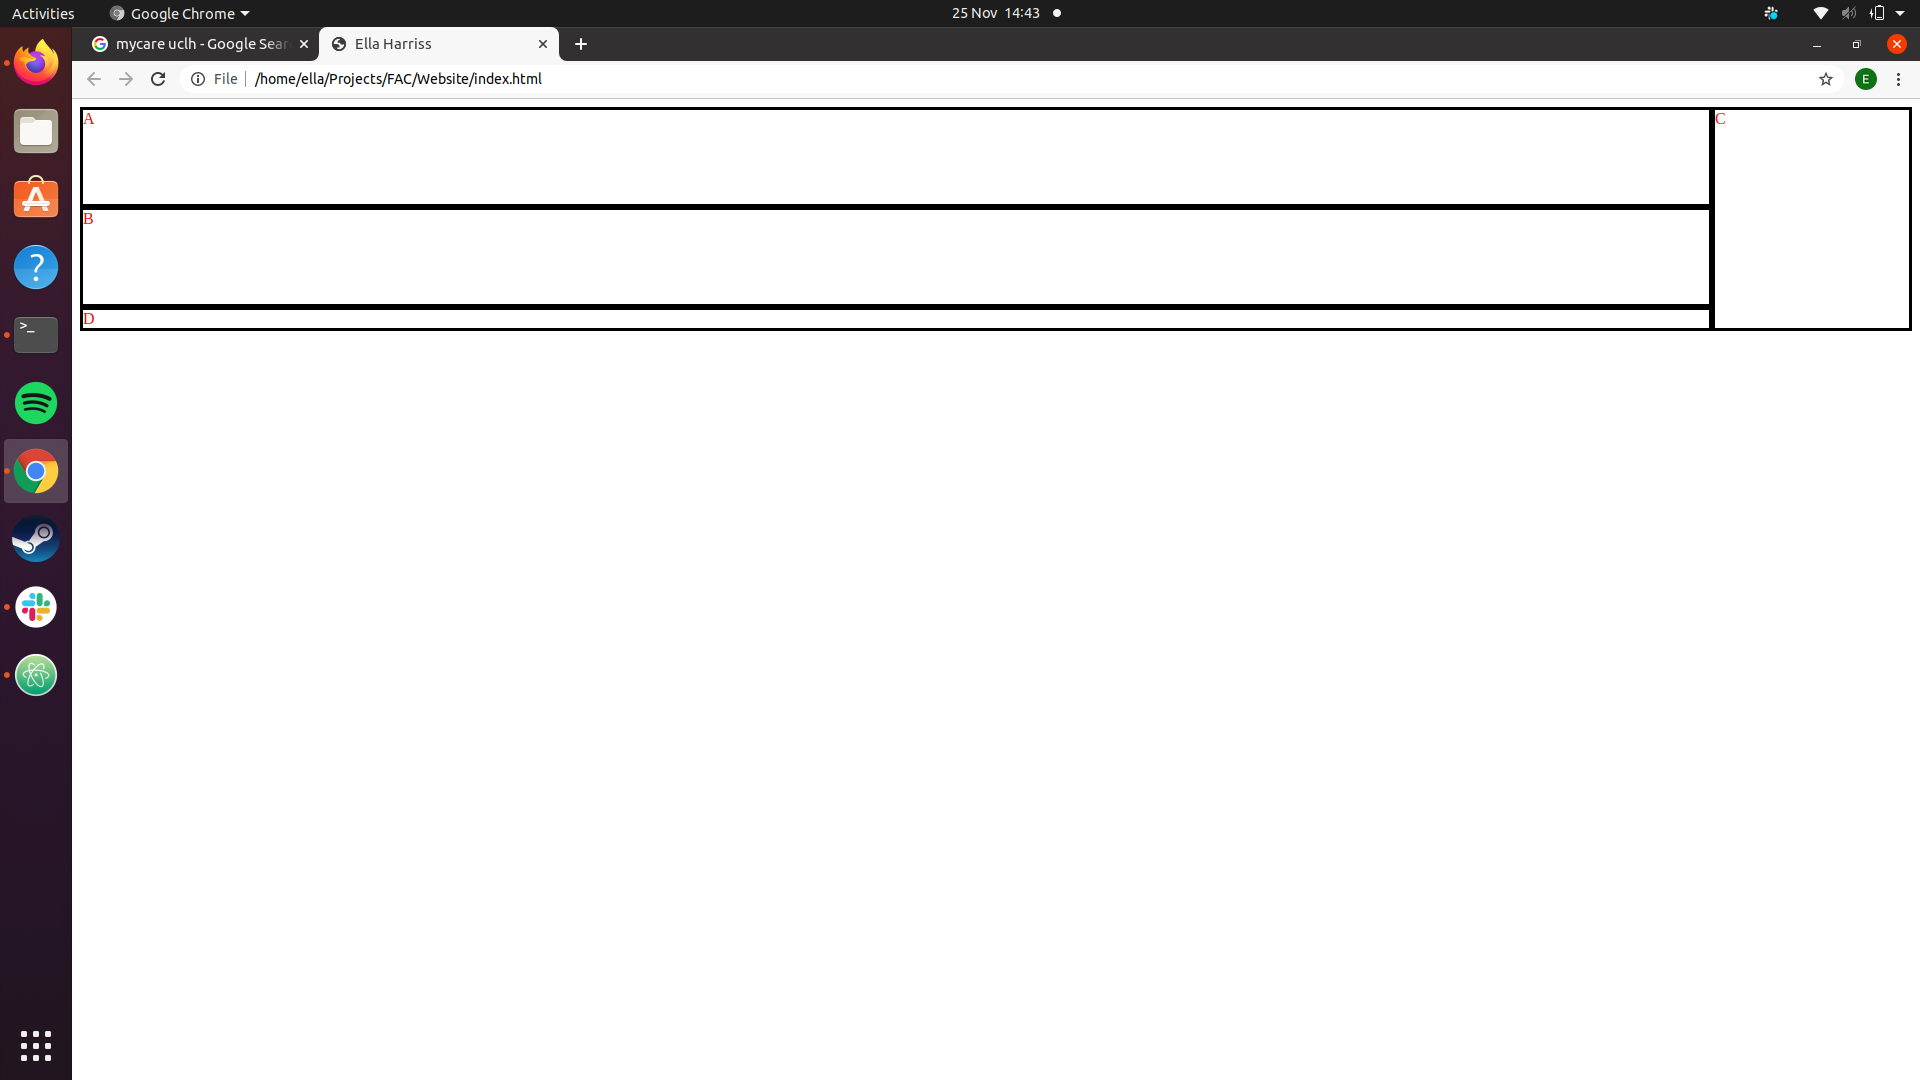 Activities Google Chrome 25 Nov 14:43
mycare uclh - Google Sear Ella Harriss
File /home/ella/Projects/FAC/Website/index.html E
A C
B
D